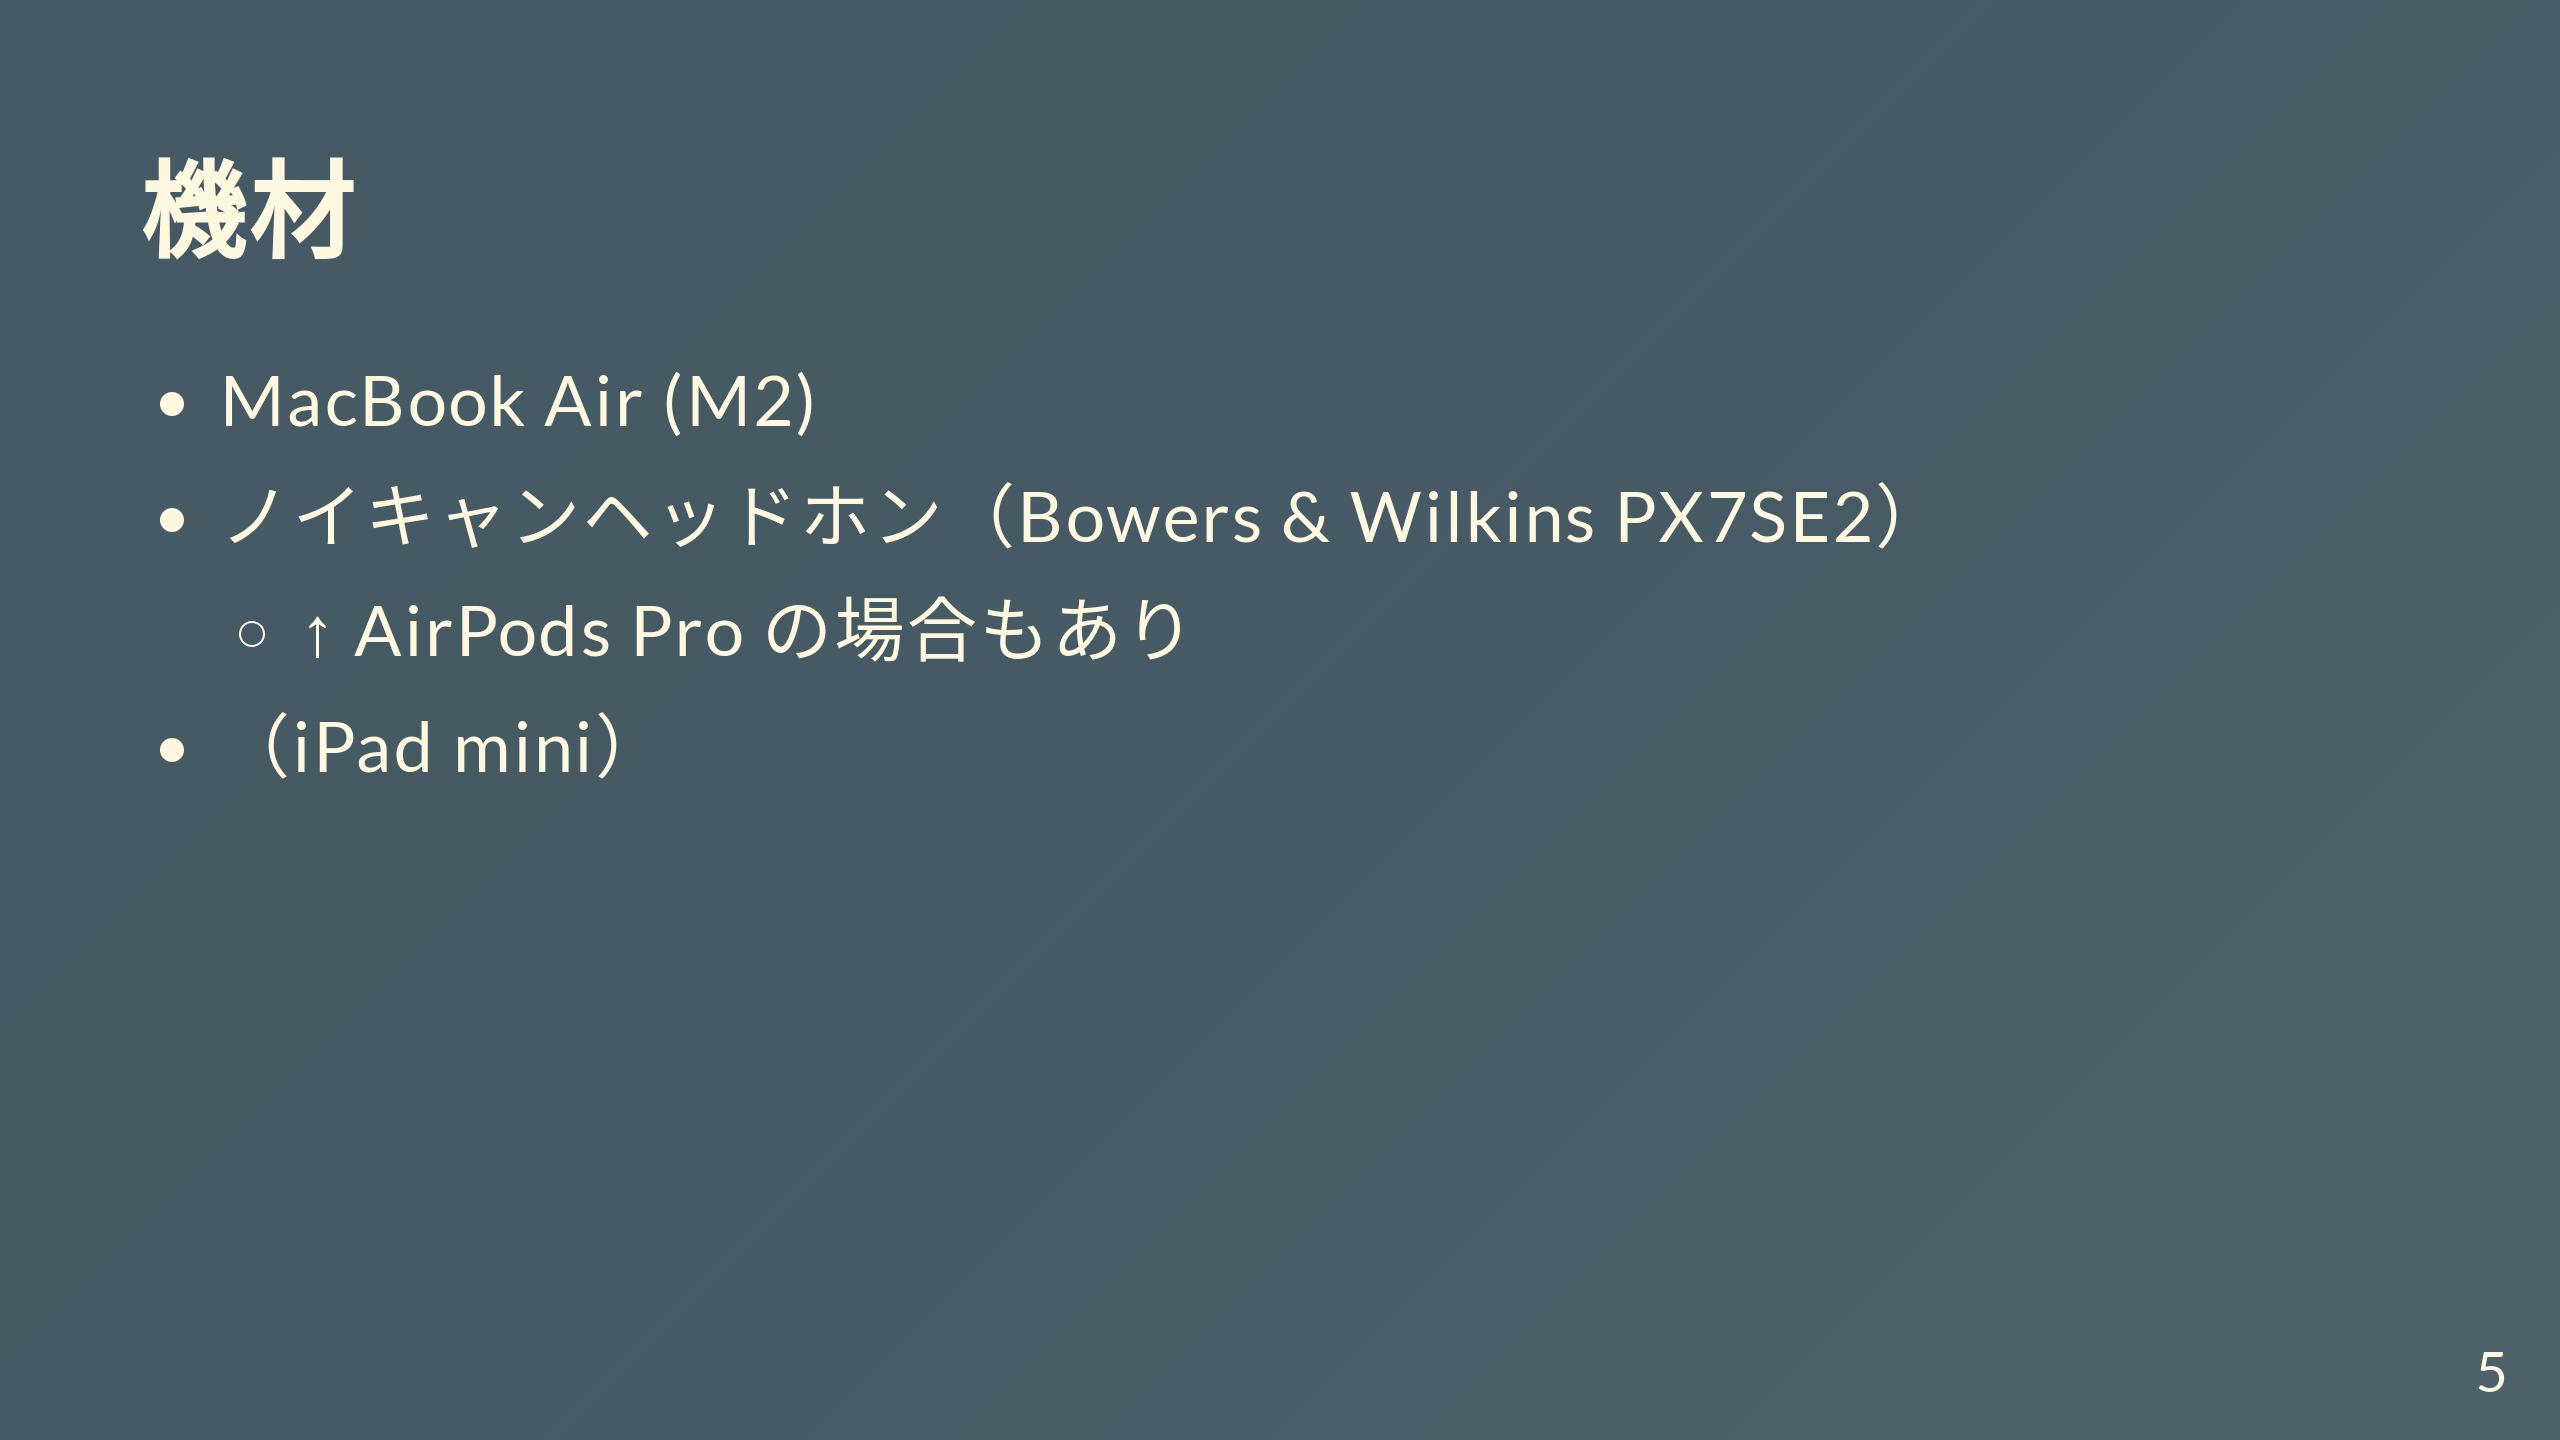 機材
MacBook Air (M2)
ノイキャンヘッドホン（Bowers & Wilkins PX7SE2）
↑ AirPods Pro の場合もあり
（iPad mini）
5